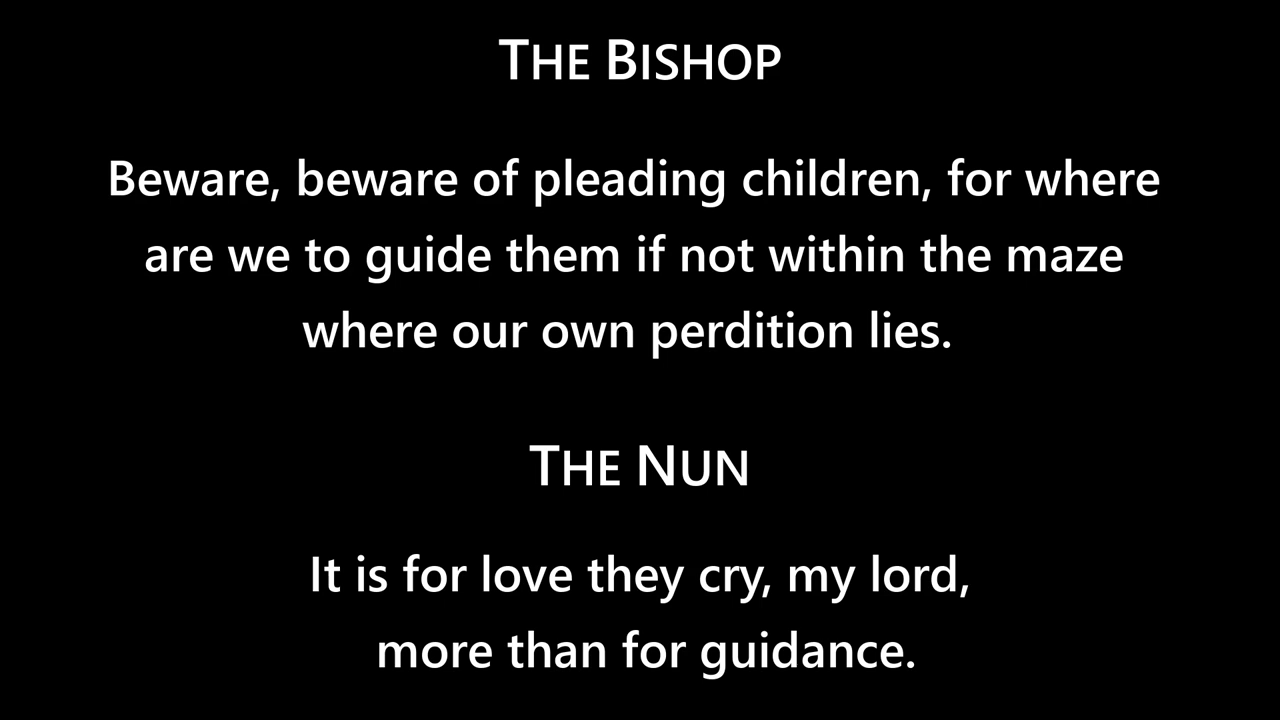 THE BISHOP
Beware, beware of pleading children, for where
are we to guide them if not within the maze
where our own perdition lies.
THE NUN
It is for love they cry, my lord,
more than for guidance.